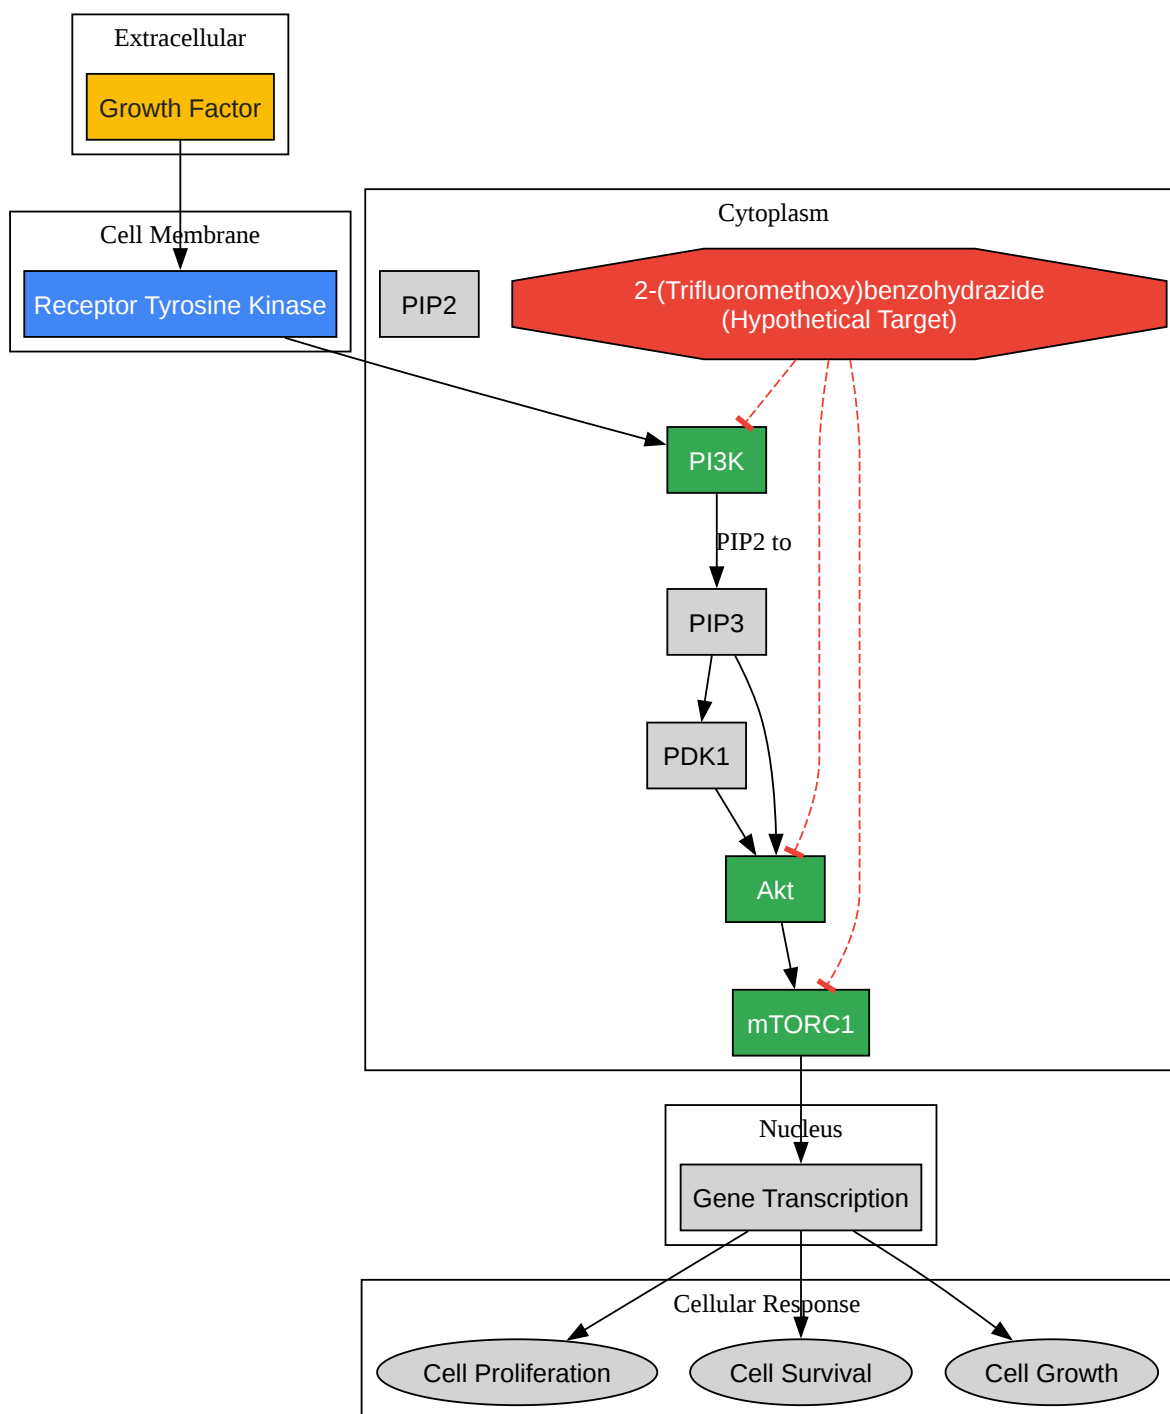 Extracellular
Growth Factor
Cell Membrane
Receptor Tyrosine Kinase
Cytoplasm
PIP2
2-(Trifluoromethoxy)benzohydrazide
(Hypothetical Target)
PI3K
PIP2 to
PIP3
PDK1
Akt
mTORC1
Nucleus
Gene Transcription
Cellular Response
Cell Proliferation
Cell Survival
Cell Growth